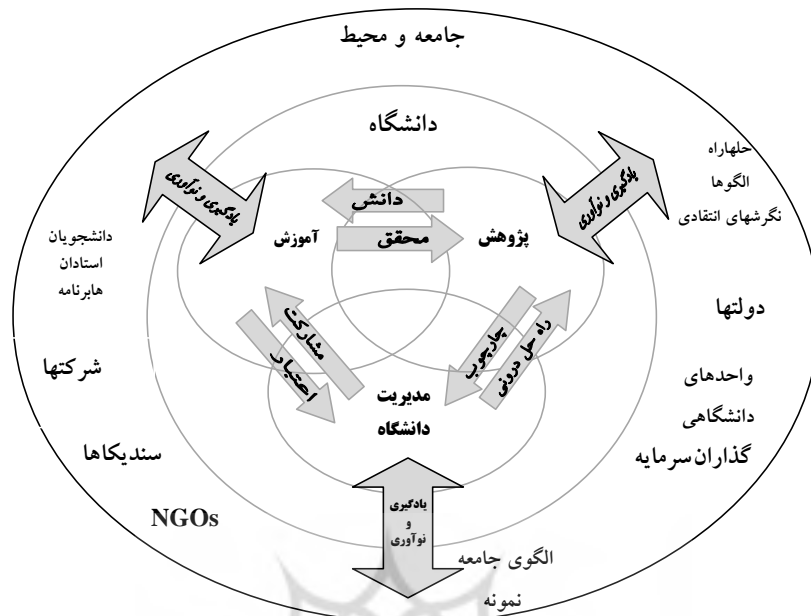 جامعه و محیط
دانشگاه
حلهاراه
الگوها
نگرشهای انتقادی
یادگیری و نوآوری
یادگیری و نوآوری
دانش
محقق
پژوهش
آموزش
دانشجویان
استادان
هابرنامه
دولتها
شرکتها
مشارکت
اعتبار
چارچوب
راه حل درونی
واحدهای
دانشگاهی
گذاران سرمایه
مدیریت
دانشگاه
سندیکاها
NGOs
یادگیری
و
نوآوری
الگوی جامعه
نمونه